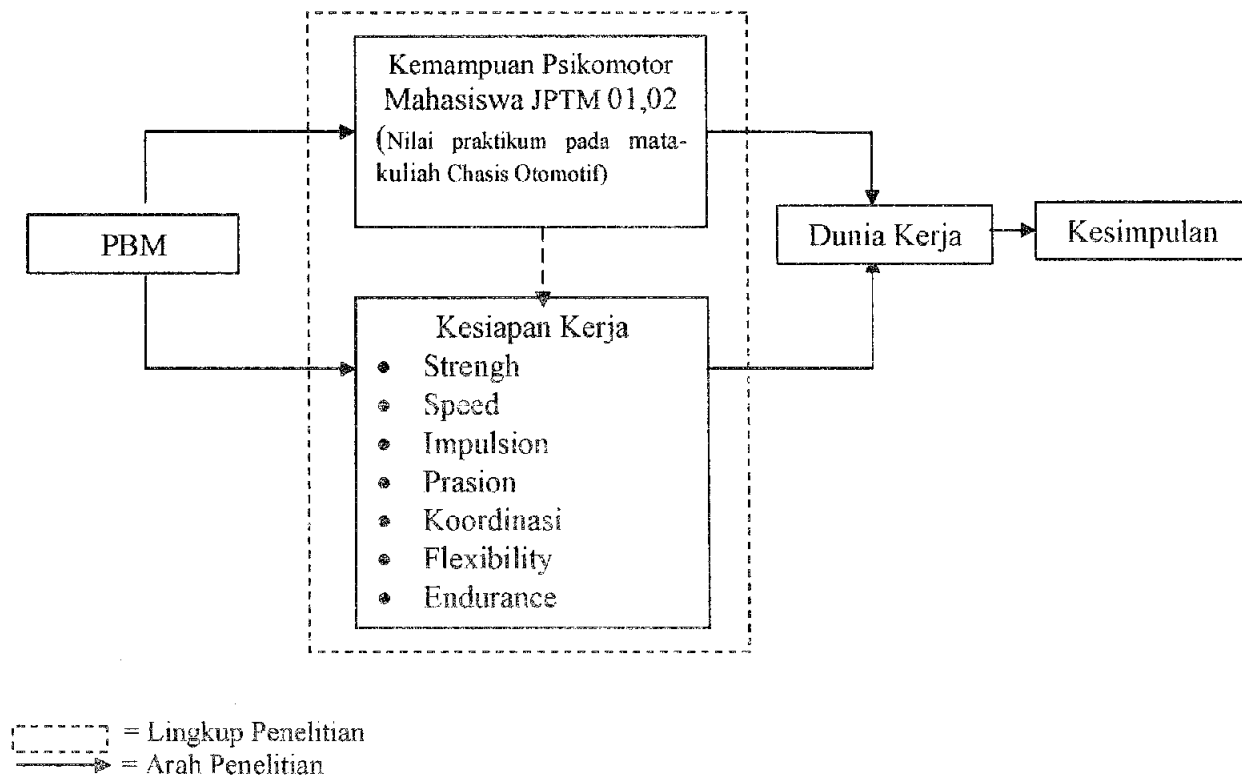 Kemampuan Psikomotor
Mahasiswa JPTM 01,02
(Nilai praktikum pada mata-
kuliah Chasis Otomotif)
PBM
Dunia Kerja
Kesimpulan
Kesiapan Kerja
• Strengh
• Speed
• Impulsion
• Prasion
• Koordinasi
• Flexibility
• Endurance
= Lingkup Penelitian
= Arah Penelitian